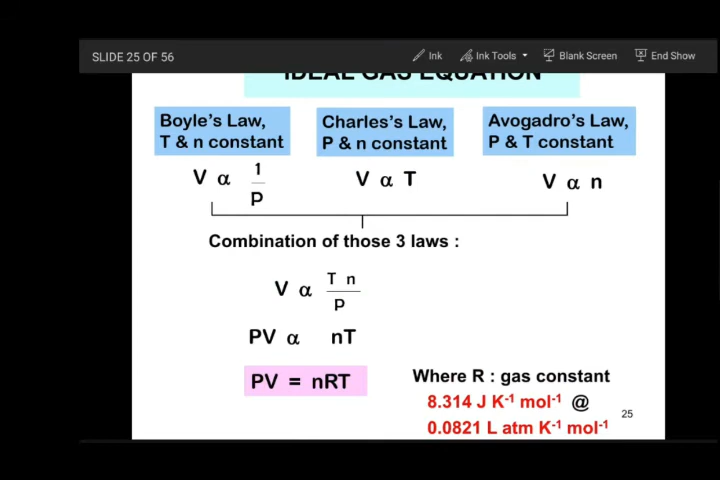 SLIDE 25 OF 56
Ink
Ink Tools
Blank Screen
End Show
IDEAL GAS EQUATION
Boyle's Law,
T & n constant
Charles's Law,
P & n constant
Avogadro's Law,
P & T constant
V α 1/P
V α T
V α n
Combination of those 3 laws :
V α T n/P
PV α nT
PV = nRT
Where R : gas constant
8.314 J K⁻¹ mol⁻¹ @
0.0821 L atm K⁻¹ mol⁻¹
25